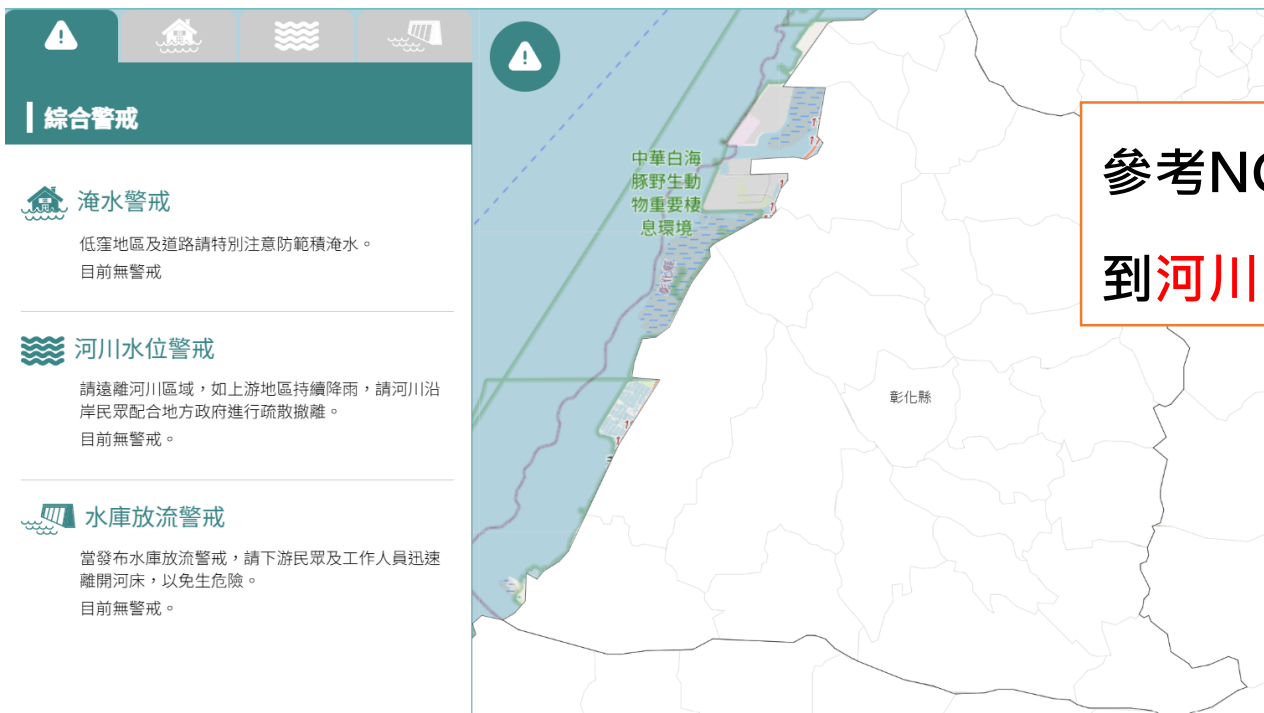 綜合警戒
淹水警戒
低窪地區及道路請特別注意防範積淹水。
目前無警戒
河川水位警戒
請遠離河川區域，如上游地區持續降雨，請河川沿
岸民眾配合地方政府進行疏散撤離。
目前無警戒。
水庫放流警戒
當發布水庫放流警戒，請下游民眾及工作人員迅速
離開河床，以免生危險。
目前無警戒。
中華白海
豚野生動
物重要棲
息環境
彰化縣
參考N
到河川